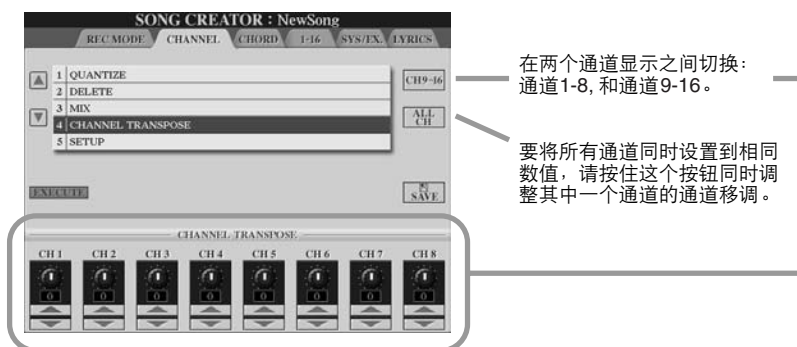 SONG CREATOR : NewSong
REC MODE CHANNEL CHORD 1-16 SYS/EX. LYRICS
1 QUANTIZE
2 DELETE
3 MIX
4 CHANNEL TRANSPOSE
5 SETUP
CH9-16
ALL
CH
EXECUTE
SAVE
在两个通道显示之间切换：
通道1-8, 和通道9-16。
要将所有通道同时设置到相同
数值，请按住这个按钮同时调
整其中一个通道的通道移调。
CHANNEL TRANSPOSE
CH 1 CH 2 CH 3 CH 4 CH 5 CH 6 CH 7 CH 8
0 0 0 0 0 0 0 0